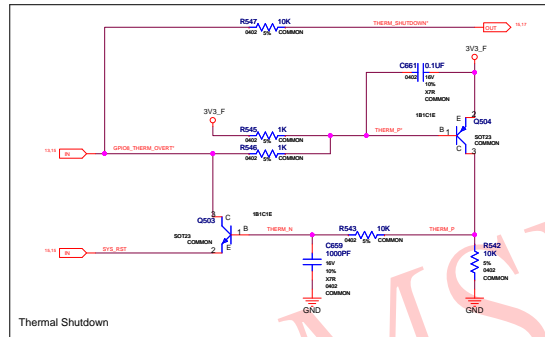 R547 10K THERM_SHUTDOWN*
0402 5% COMMON
OUT
3V3_F
C661 0.1UF
0402 16V
10%
X7R
COMMON
3V3_F
1B1C1E
2
E
Q504
R545 1K THERM_P* B 1
0402 5% COMMON
SOT23
COMMON
IN GPIO8_THERM_OVERT* R546 1K
0402 5% COMMON
C
3
3
C
Q503
1B1C1E
1 B THERM_N R543 10K THERM_P
SOT23
COMMON
0402 5% COMMON
2 E
IN SYS_RST
C659
1000PF
16V
10%
X7R
0402
COMMON
R542
10K
5%
0402
COMMON
GND
GND
Thermal Shutdown
MS